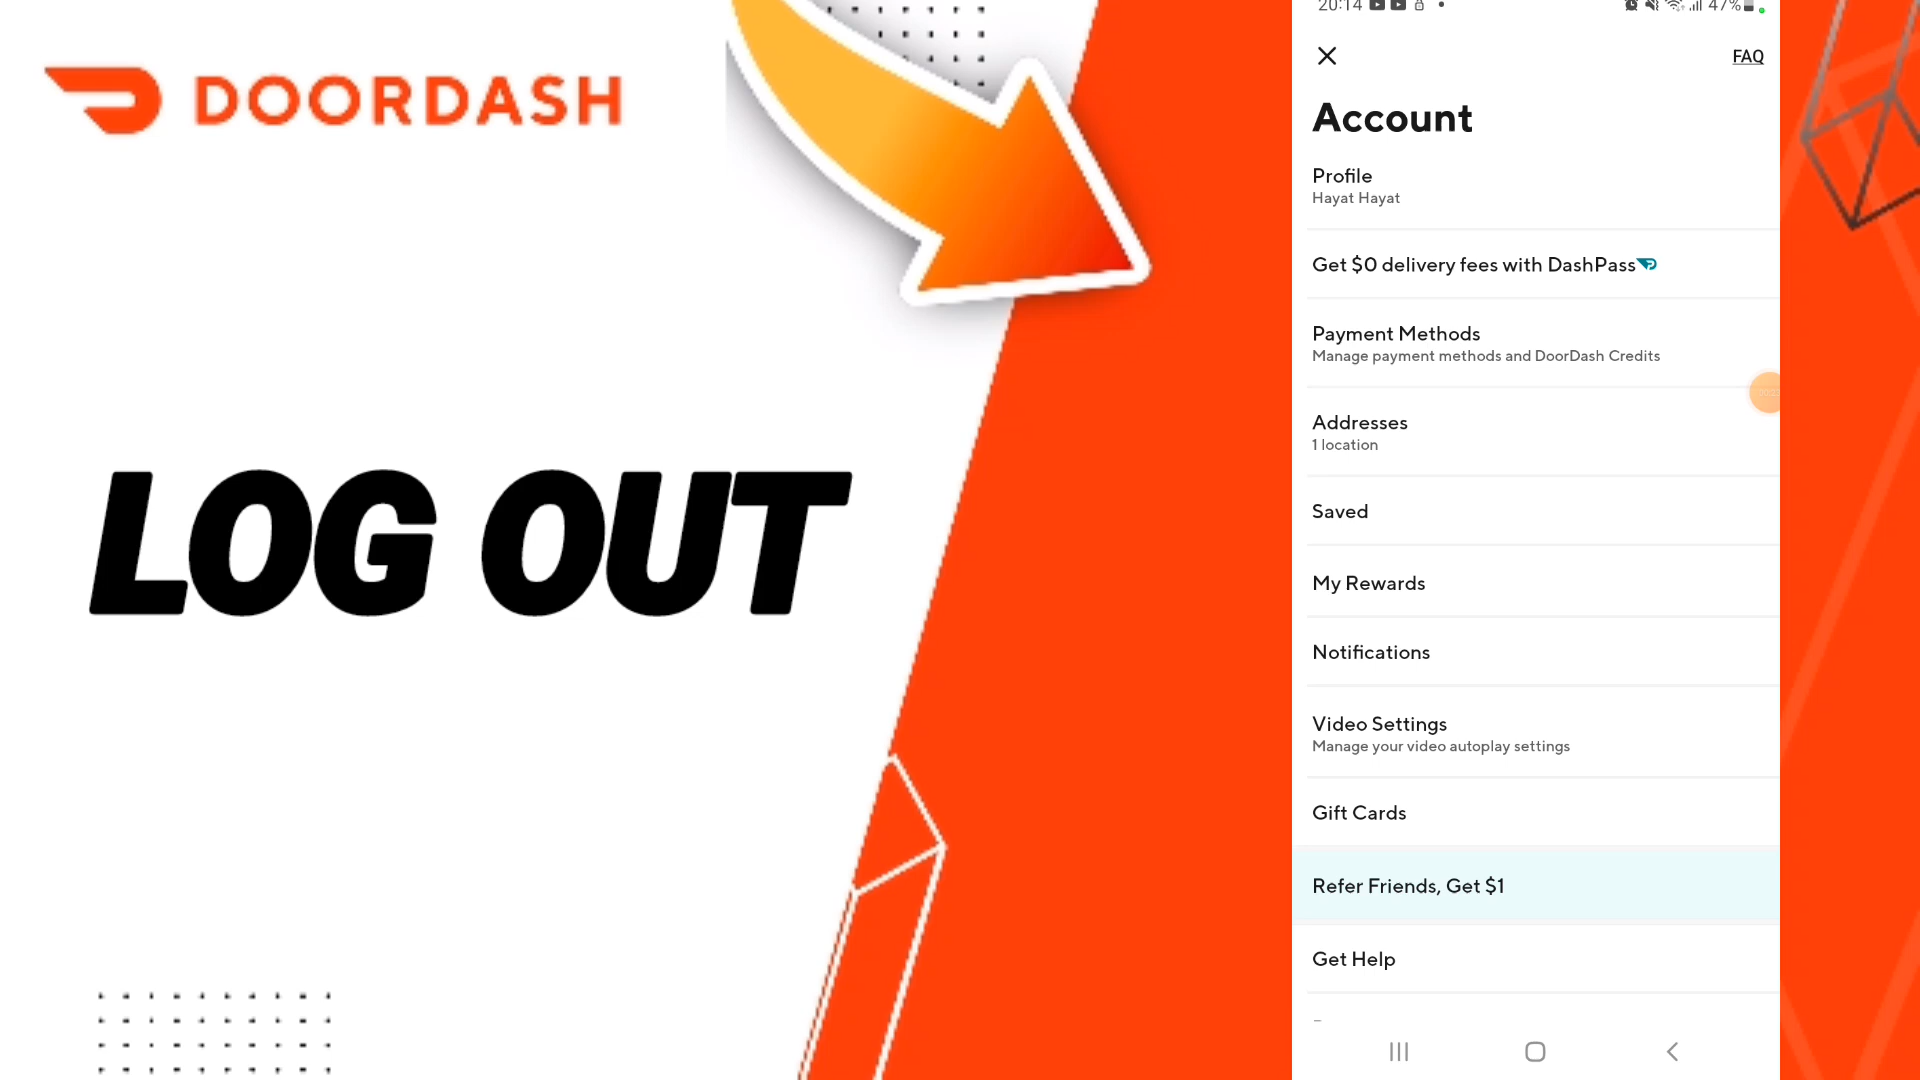 DOORDASH
LOG OUT
20:14
47%
FAQ
Account
Profile
Hayat Hayat
Get $0 delivery fees with DashPass
Payment Methods
Manage payment methods and DoorDash Credits
Addresses
1 location
Saved
My Rewards
Notifications
Video Settings
Manage your video autoplay settings
Gift Cards
Refer Friends, Get $1
Get Help